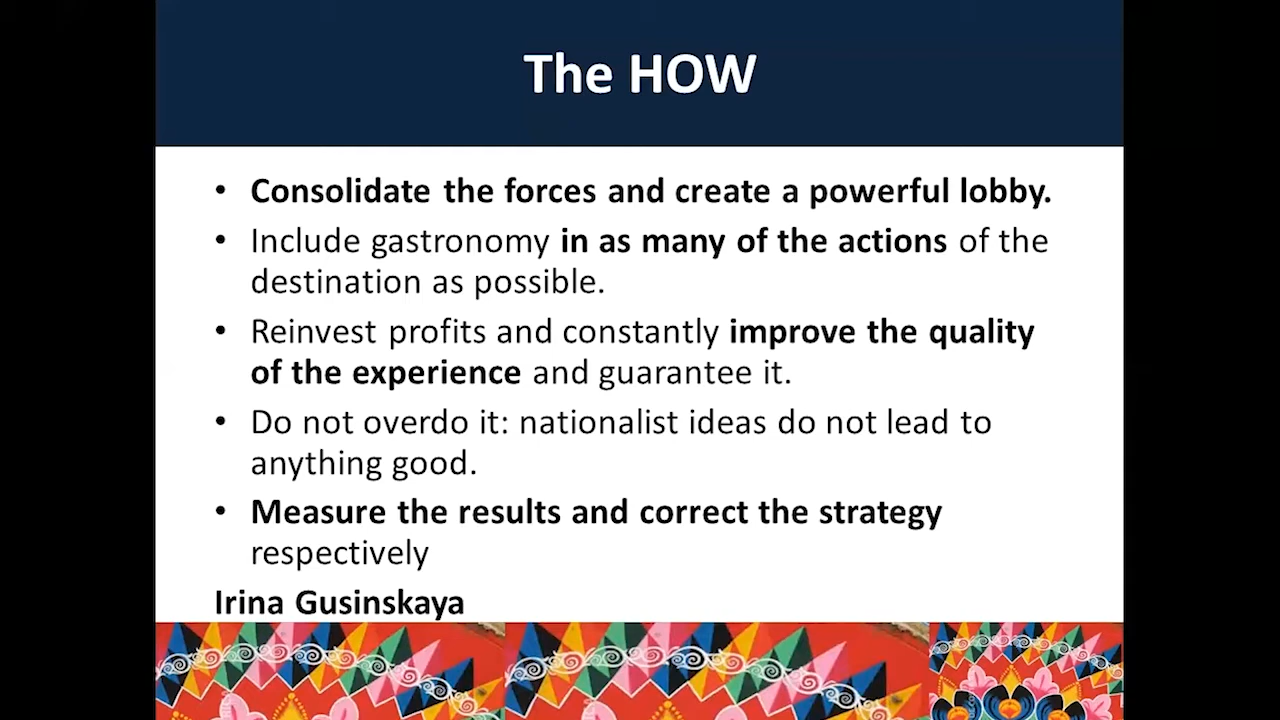 The HOW
• Consolidate the forces and create a powerful lobby.
• Include gastronomy in as many of the actions of the
destination as possible.
• Reinvest profits and constantly improve the quality
of the experience and guarantee it.
• Do not overdo it: nationalist ideas do not lead to
anything good.
• Measure the results and correct the strategy
respectively
Irina Gusinskaya